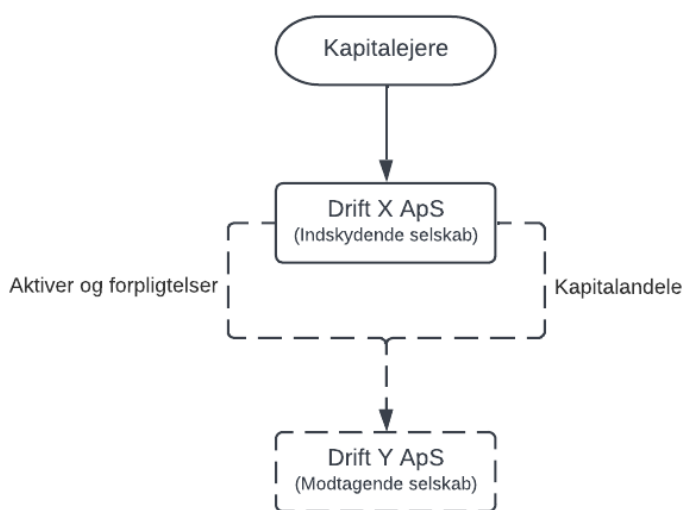 Kapitalejere
Drift X ApS
(Indskydende selskab)
Aktiver og forpligtelser
Kapitalandele
Drift Y ApS
(Modtagende selskab)